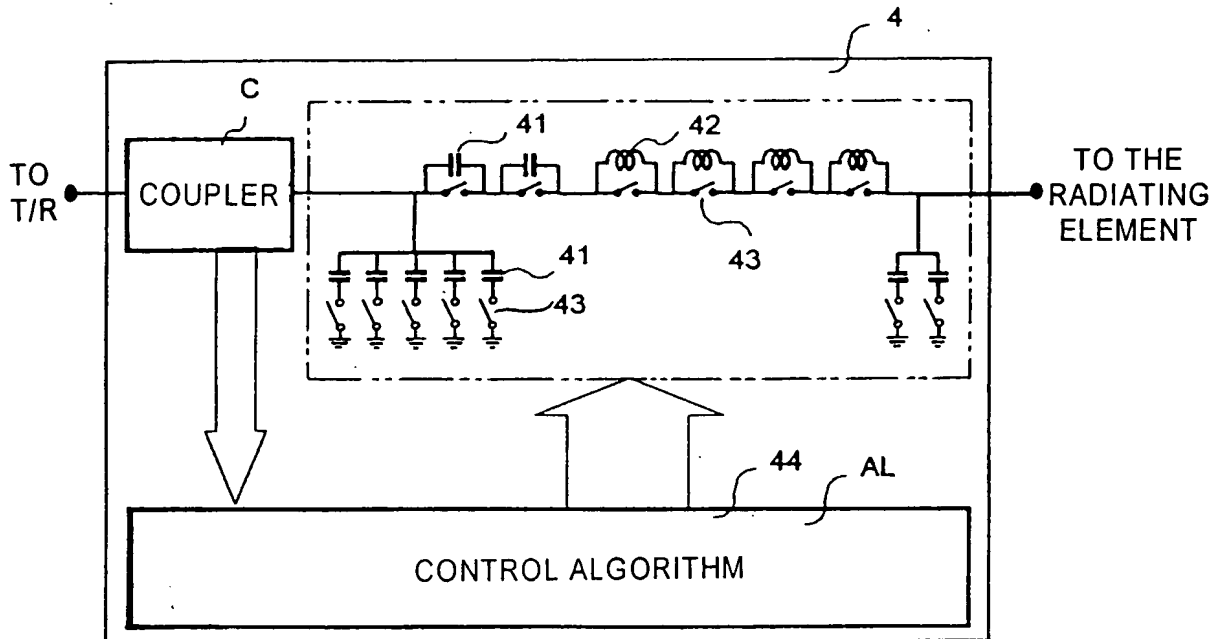 4
C
41
42
TO
T/R
COUPLER
TO THE
RADIATING
ELEMENT
41
43
43
44
AL
CONTROL ALGORITHM